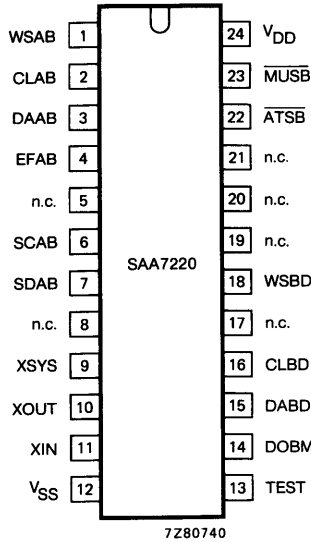 WSAB 1 24 VDD
CLAB 2 23 MUSB
DAAB 3 22 ATSB
EFAB 4 21 n.c.
n.c. 5 20 n.c.
SCAB 6 19 n.c.
SAA7220
SDAB 7 18 WSBD
n.c. 8 17 n.c.
XSYS 9 16 CLBD
XOUT 10 15 DABD
XIN 11 14 DOBM
VSS 12 13 TEST
7Z80740